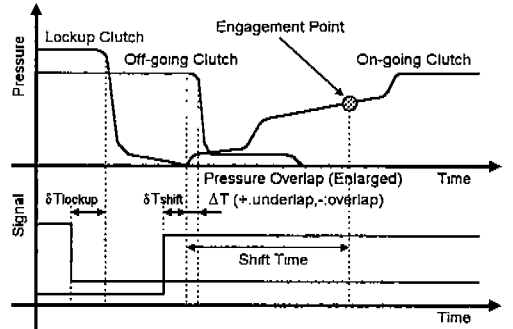 Engagement Point
Lockup Clutch
Off-going Clutch
On-going Clutch
Pressure
Pressure Overlap (Enlarged)
Time
δTlockup
δTshift
ΔT (+.underlap,-:overlap)
Signal
Shift Time
Time